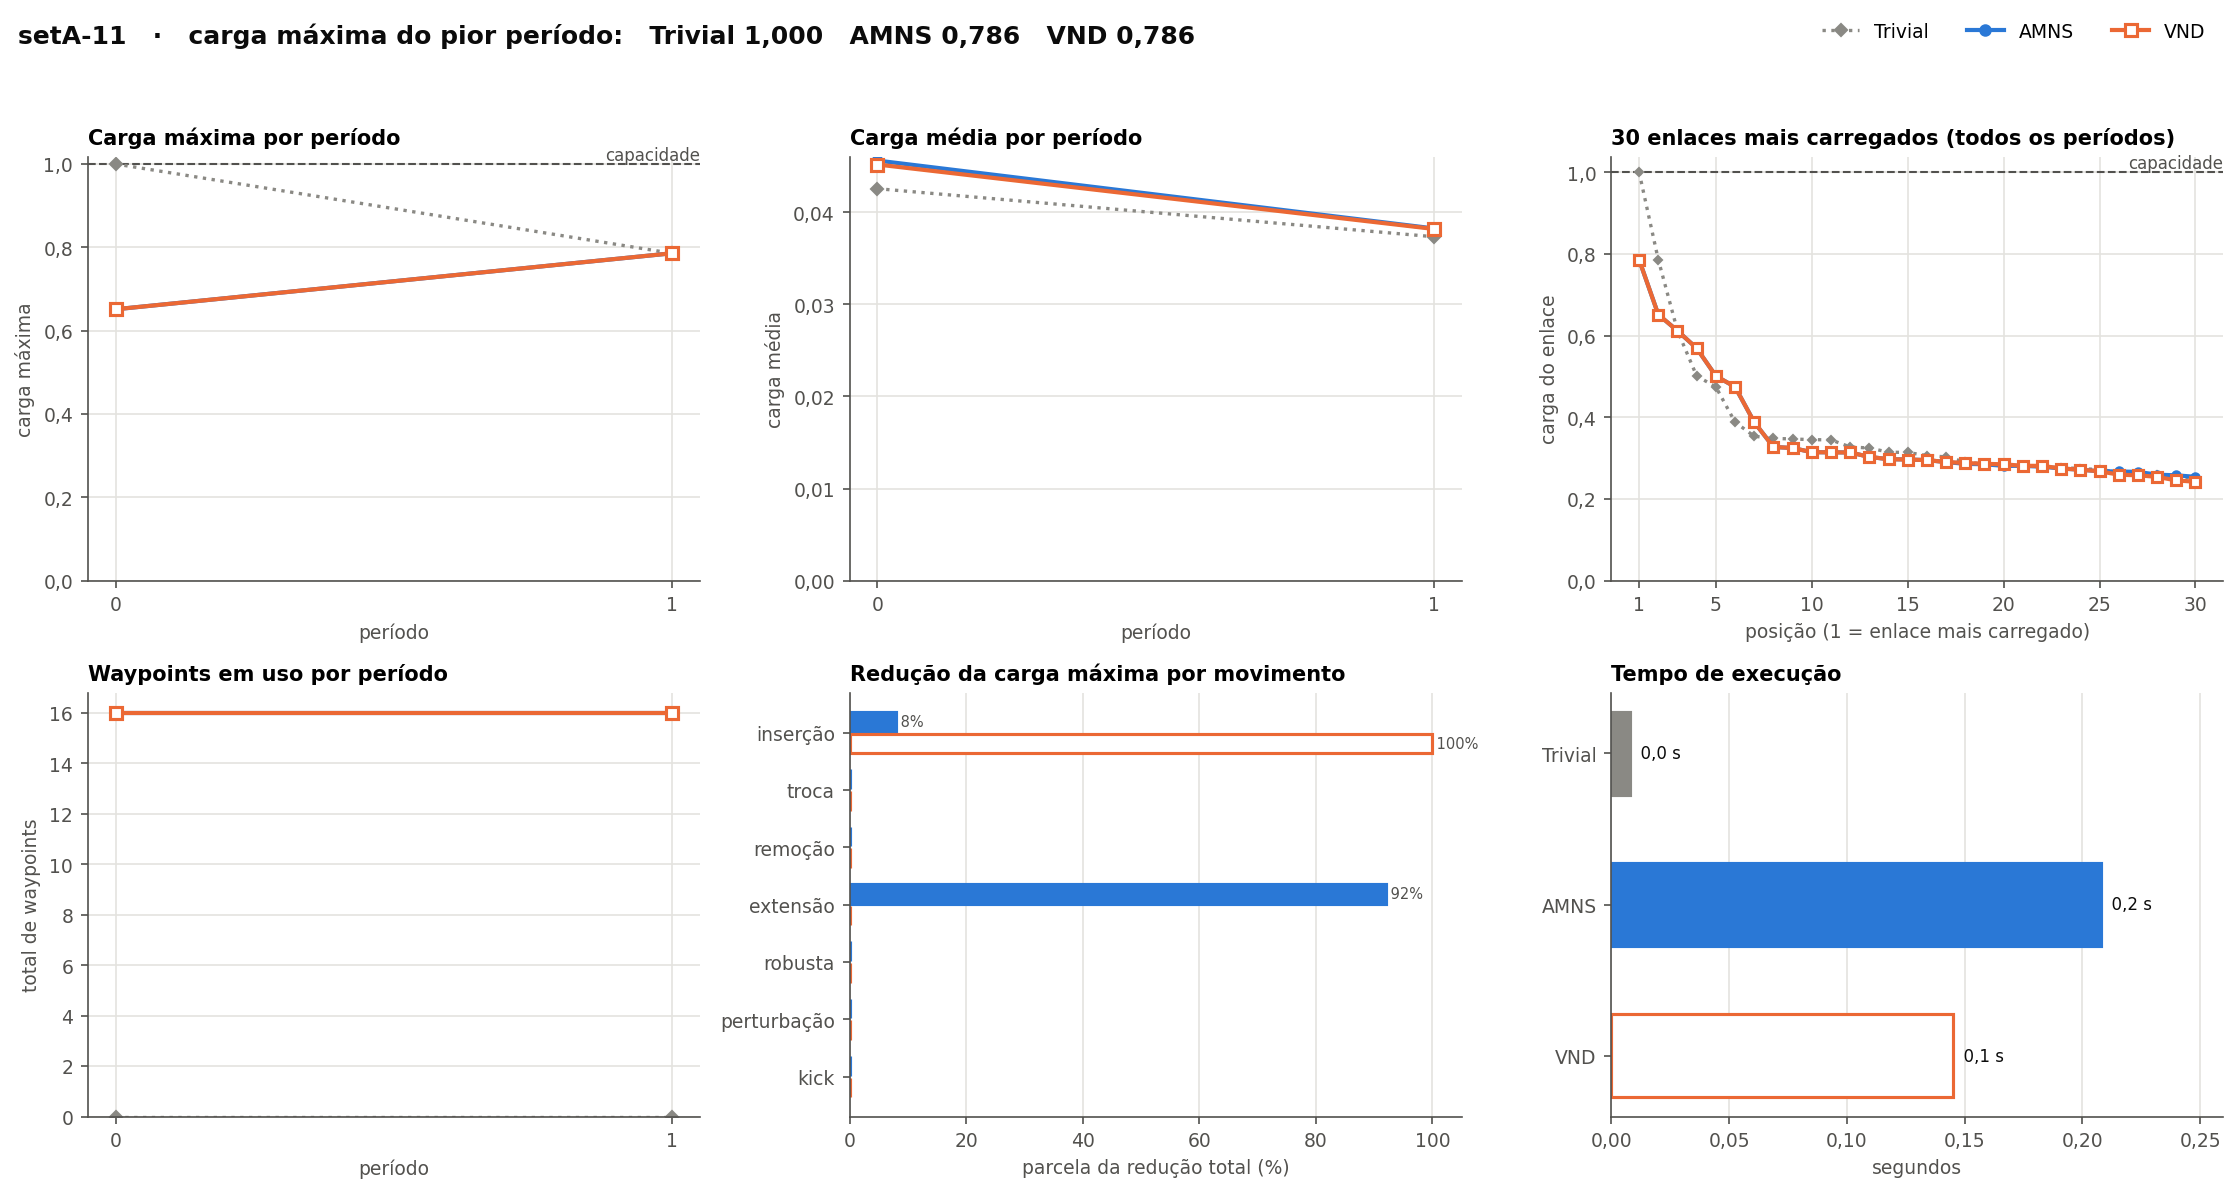 setA-11 · carga máxima do pior período: Trivial 1,000 AMNS 0,786 VND 0,786
Trivial AMNS VND
Carga máxima por período
capacidade
1,0
0,8
0,6
0,4
0,2
0,0
carga máxima
0 1
período
Carga média por período
0,04
0,03
0,02
0,01
0,00
carga média
0 1
período
30 enlaces mais carregados (todos os períodos)
capacidade
1,0
0,8
0,6
0,4
0,2
0,0
carga do enlace
1 5 10 15 20 25 30
posição (1 = enlace mais carregado)
Waypoints em uso por período
16
14
12
10
8
6
4
2
0
total de waypoints
0 1
período
Redução da carga máxima por movimento
inserção 8%
100%
troca
remoção
extensão 92%
robusta
perturbação
kick
0 20 40 60 80 100
parcela da redução total (%)
Tempo de execução
Trivial 0,0 s
AMNS 0,2 s
VND 0,1 s
0,00 0,05 0,10 0,15 0,20 0,25
segundos